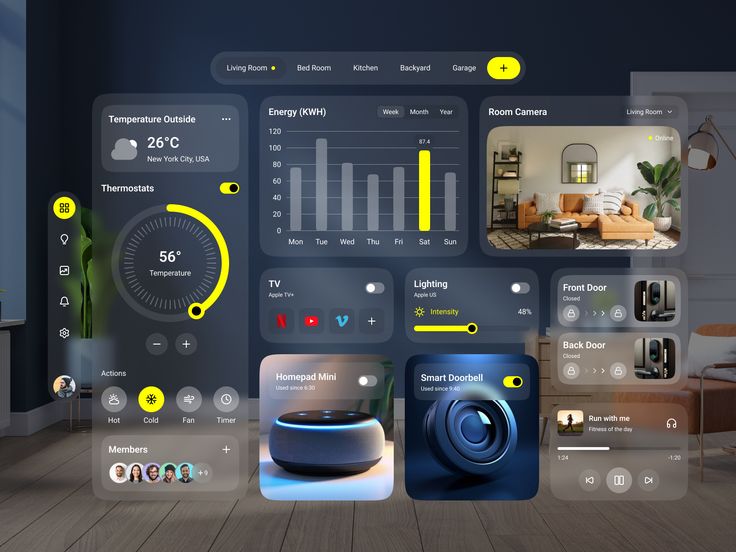 Living Room
Bed Room
Kitchen
Backyard
Garage
+
Temperature Outside
26°C
New York City, USA
Thermostats
56°
Temperature
Actions
Hot
Cold
Fan
Timer
Members
+ 9
Energy (KWH)
Week
Month
Year
120
100
80
60
40
20
0
87.4
Mon
Tue
Wed
Thu
Fri
Sat
Sun
Room Camera
Living Room
Online
TV
Apple TV+
Lighting
Apple US
Intensity
48%
Front Door
Closed
Back Door
Closed
Homepad Mini
Used since 6:30
Smart Doorbell
Used since 9:40
Run with me
Fitness of the day
1:24
-1:20